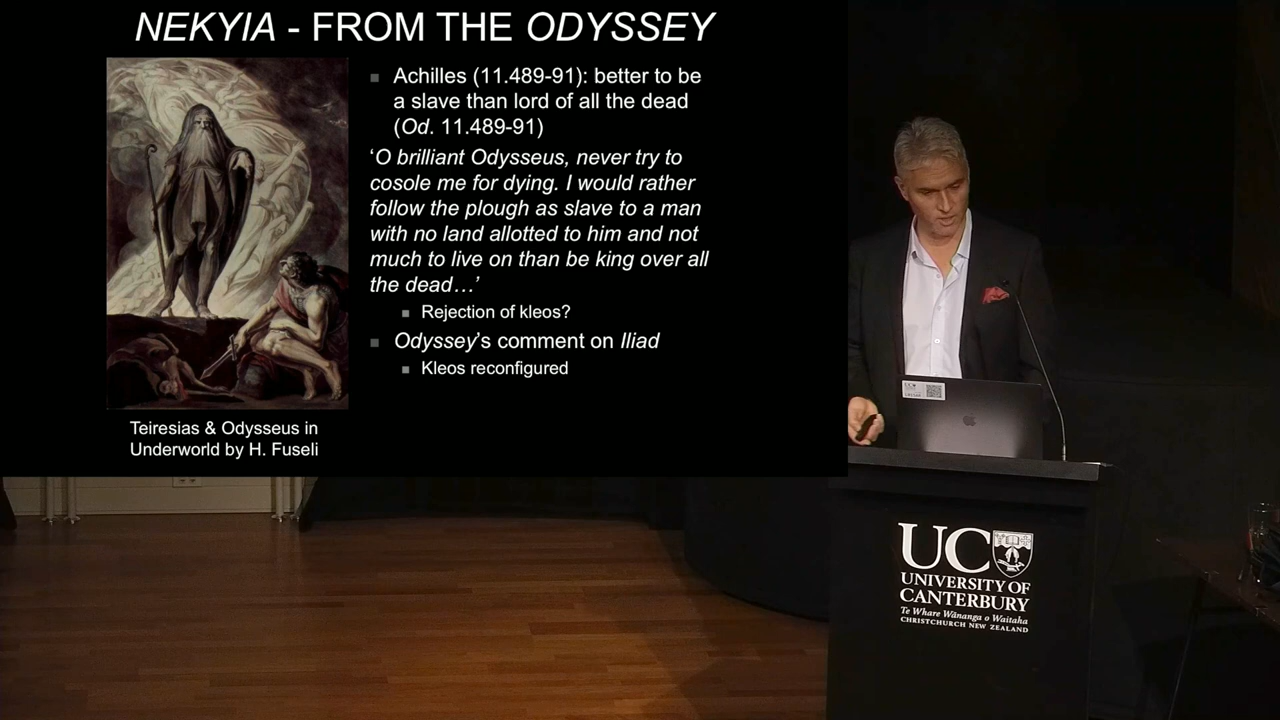 NEKYIA - FROM THE ODYSSEY
Achilles (11.489-91): better to be
a slave than lord of all the dead
(Od. 11.489-91)
‘O brilliant Odysseus, never try to
cosole me for dying. I would rather
follow the plough as slave to a man
with no land allotted to him and not
much to live on than be king over all
the dead…’
Rejection of kleos?
Odyssey’s comment on Iliad
Kleos reconfigured
Teiresias & Odysseus in
Underworld by H. Fuseli
UC
UNIVERSITY OF
CANTERBURY
Te Whare Wānanga o Waitaha
CHRISTCHURCH NEW ZEALAND